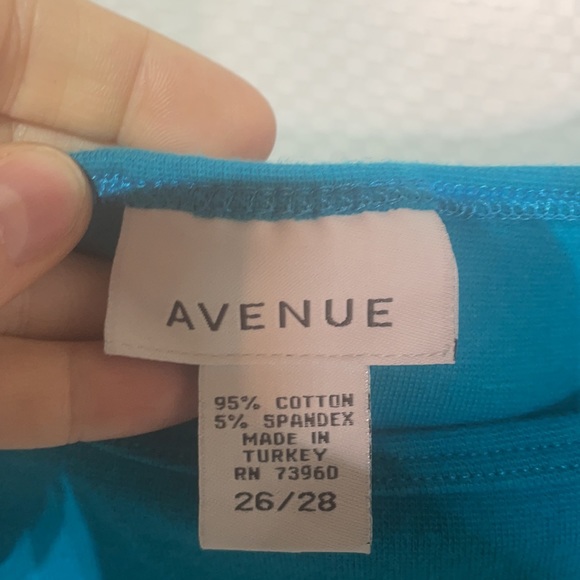 AVENUE
95% COTTON
5% SPANDEX
MADE IN
TURKEY
RN 73960
26/28